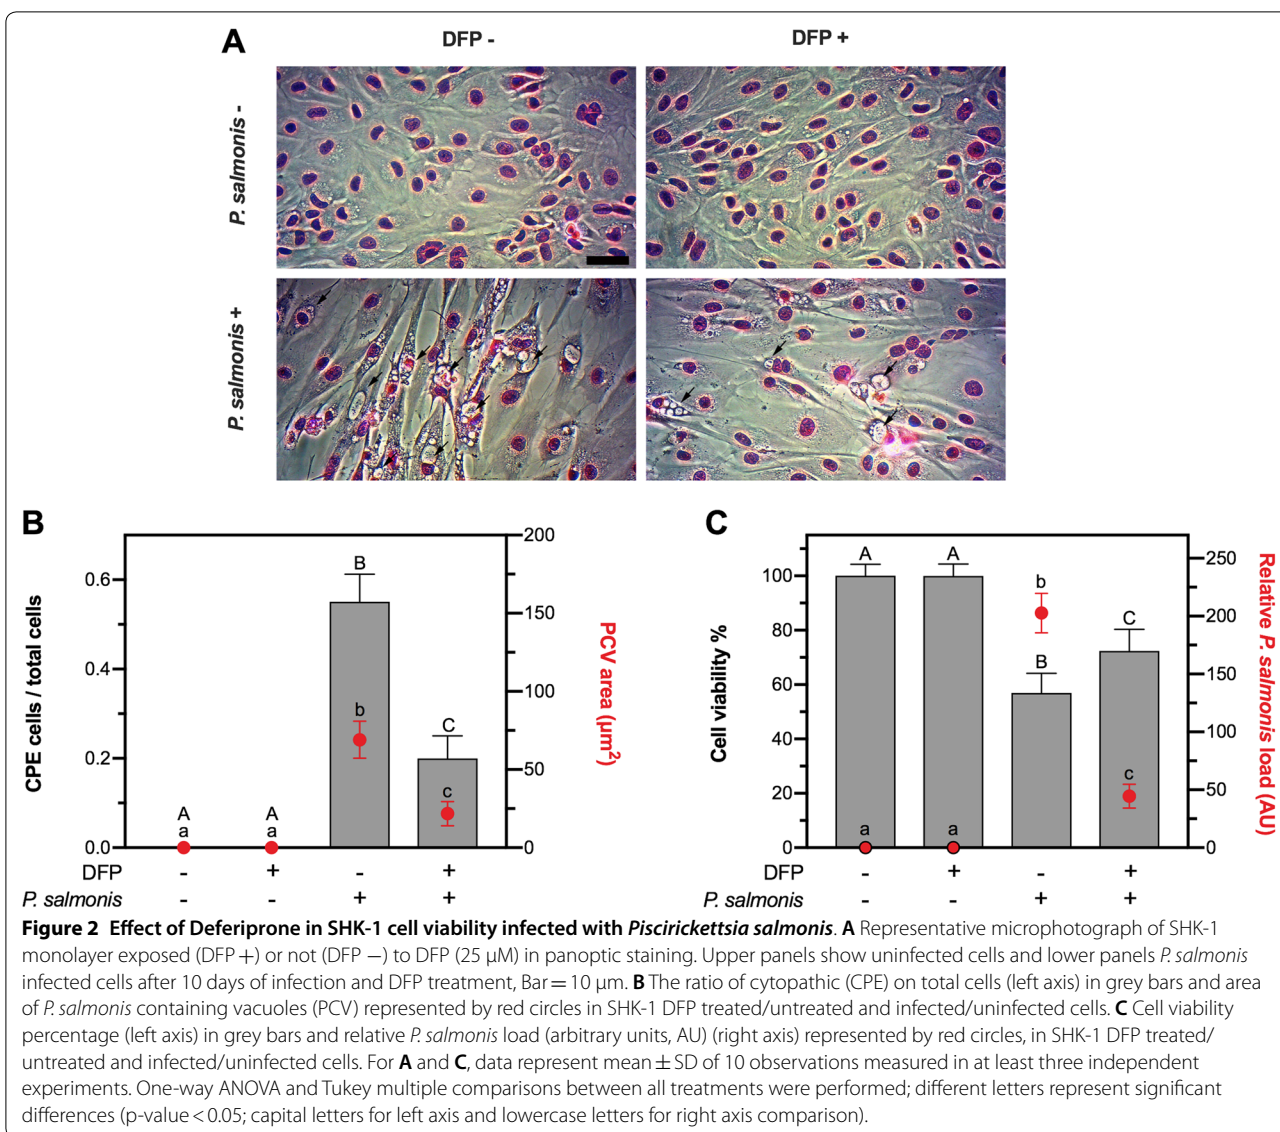 A
DFP -
DFP +
P. salmonis -
P. salmonis +
B
CPE cells / total cells
0.6
0.4
0.2
0.0
A
a
A
a
B
b
C
c
200
150
100
50
0
PCV area (µm²)
DFP - + - +
P. salmonis - - + +
C
Cell viability %
100
80
60
40
20
0
A
a
A
a
b
B
C
c
250
200
150
100
50
0
Relative P. salmonis load (AU)
DFP - + - +
P. salmonis - - + +
Figure 2 Effect of Deferiprone in SHK-1 cell viability infected with Piscirickettsia salmonis. A Representative microphotograph of SHK-1
monolayer exposed (DFP +) or not (DFP −) to DFP (25 µM) in panoptic staining. Upper panels show uninfected cells and lower panels P. salmonis
infected cells after 10 days of infection and DFP treatment, Bar = 10 µm. B The ratio of cytopathic (CPE) on total cells (left axis) in grey bars and area
of P. salmonis containing vacuoles (PCV) represented by red circles in SHK-1 DFP treated/untreated and infected/uninfected cells. C Cell viability
percentage (left axis) in grey bars and relative P. salmonis load (arbitrary units, AU) (right axis) represented by red circles, in SHK-1 DFP treated/
untreated and infected/uninfected cells. For A and C, data represent mean ± SD of 10 observations measured in at least three independent
experiments. One-way ANOVA and Tukey multiple comparisons between all treatments were performed; different letters represent significant
differences (p-value < 0.05; capital letters for left axis and lowercase letters for right axis comparison).